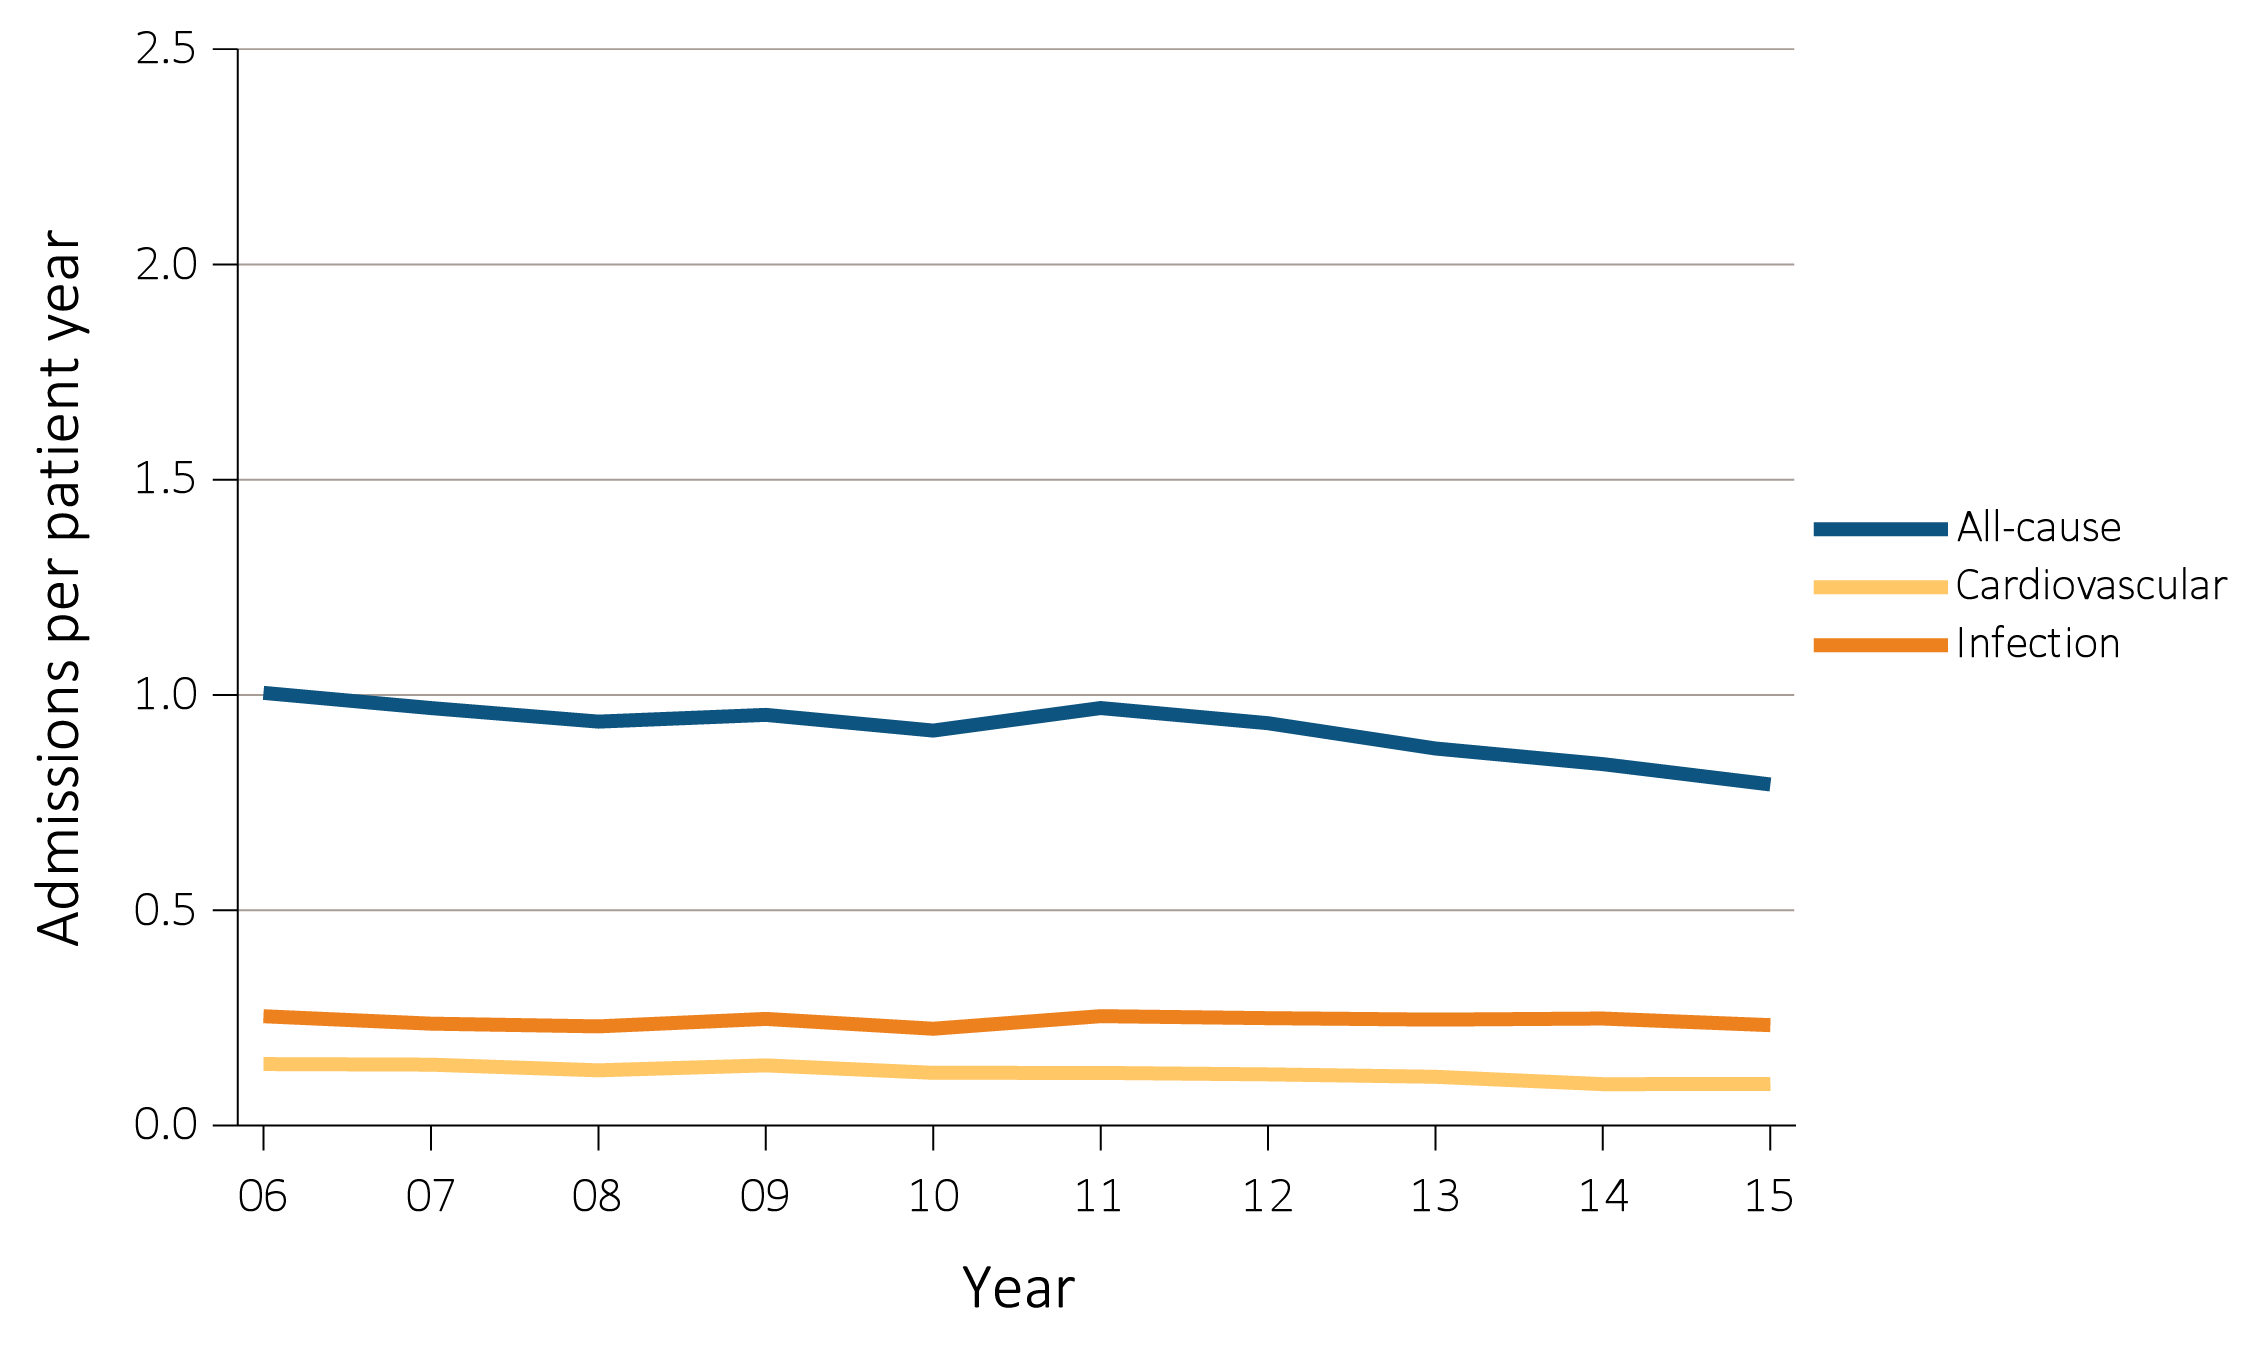 Admissions per patient year
2.5
2.0
1.5
1.0
0.5
0.0
06 07 08 09 10 11 12 13 14 15
Year
All-cause
Cardiovascular
Infection